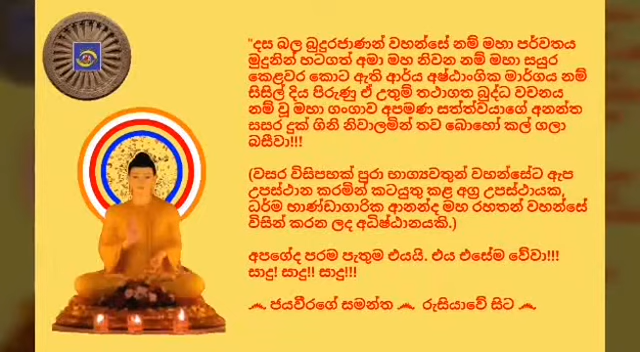 "දස බල බුදුරජාණන් වහන්සේ නම් මහා පර්වතය
මුදුනින් හටගත් අමා මහ නිවන නම් මහා සයුර
කෙළවර කොට ඇති ආර්ය අෂ්ඨාංගික මාර්ගය නම්
සිසිල් දිය පිරුණු ඒ උතුම් තථාගත බුද්ධ වචනය
නම් වූ මහා ගංගාව අපමණ සත්ත්වයාගේ අනන්ත
සසර දුක් ගිනි නිවාලමින් තව බොහෝ කල් ගලා
බසීවා!!!
(වසර විසිපහක් පුරා භාග්‍යවතුන් වහන්සේට ඇප
උපස්ථාන කරමින් කටයුතු කළ අග්‍ර උපස්ථායක,
ධර්ම භාණ්ඩාගාරික ආනන්ද මහ රහතන් වහන්සේ
විසින් කරන ලද අධිෂ්ඨානයකි.)
අපගේද පරම පැතුම එයයි. එය එසේම වේවා!!!
සාදු! සාදු!! සාදු!!!
ජයවීරගේ සමන්ත රුසියාවේ සිට